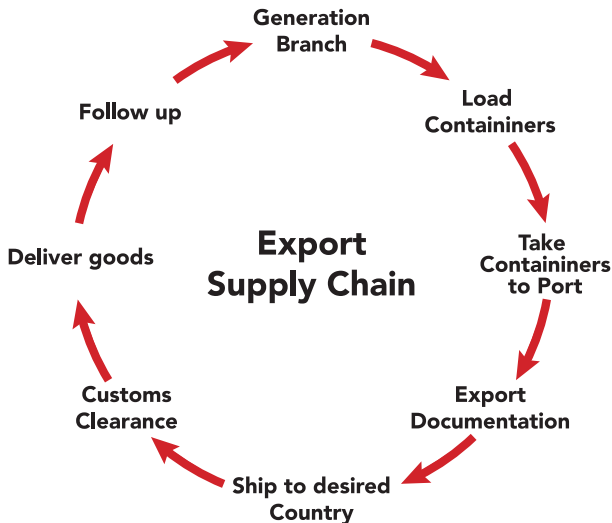 Generation
Branch
Load
Containiners
Take
Containiners
to Port
Export
Documentation
Ship to desired
Country
Customs
Clearance
Deliver goods
Follow up
Export
Supply Chain